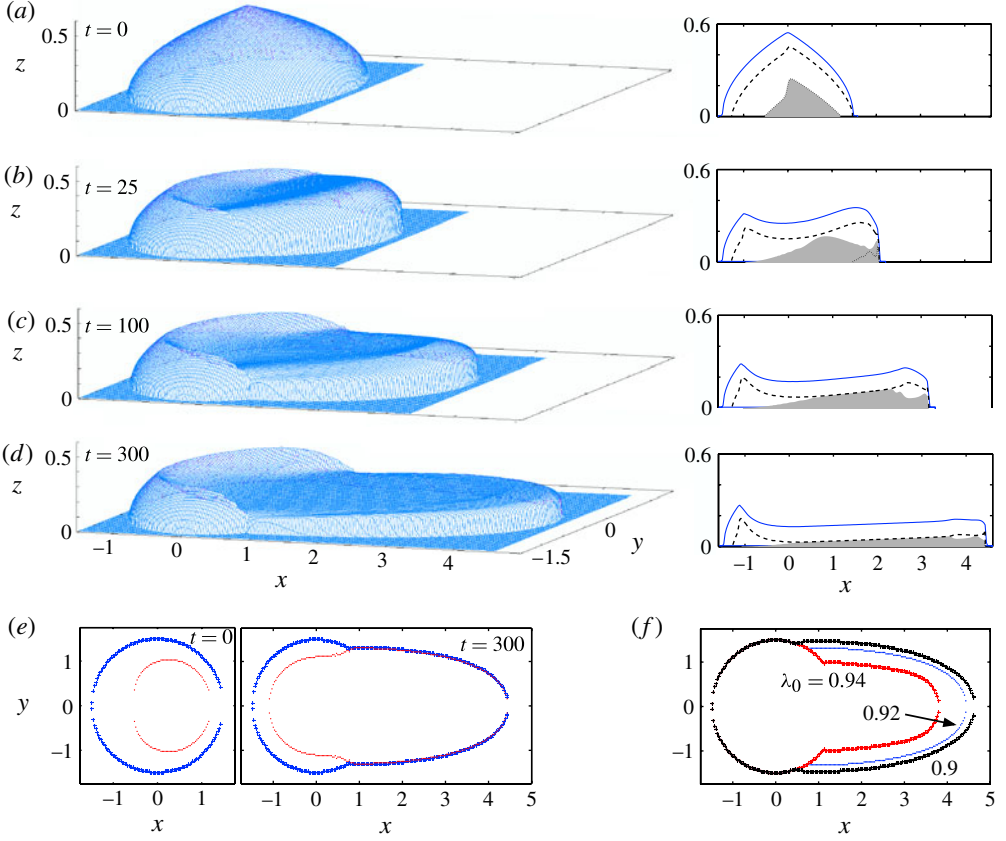 (a)
t = 0
0.5
z
0
0.6
0
(b)
0.5
t = 25
z
0
0.6
0
(c)
0.5
t = 100
z
0
0.6
0
(d)
0.5
t = 300
z
0
−1 0 1 2 3 4
x
0
y
−1.5
0.6
0
−1 0 1 2 3 4
x
(e)
t = 0
t = 300
1
y 0
−1
−1 0 1
x
−1 0 1 2 3 4 5
x
(f)
1
0
−1
λ0 = 0.94
0.92
0.9
−1 0 1 2 3 4 5
x